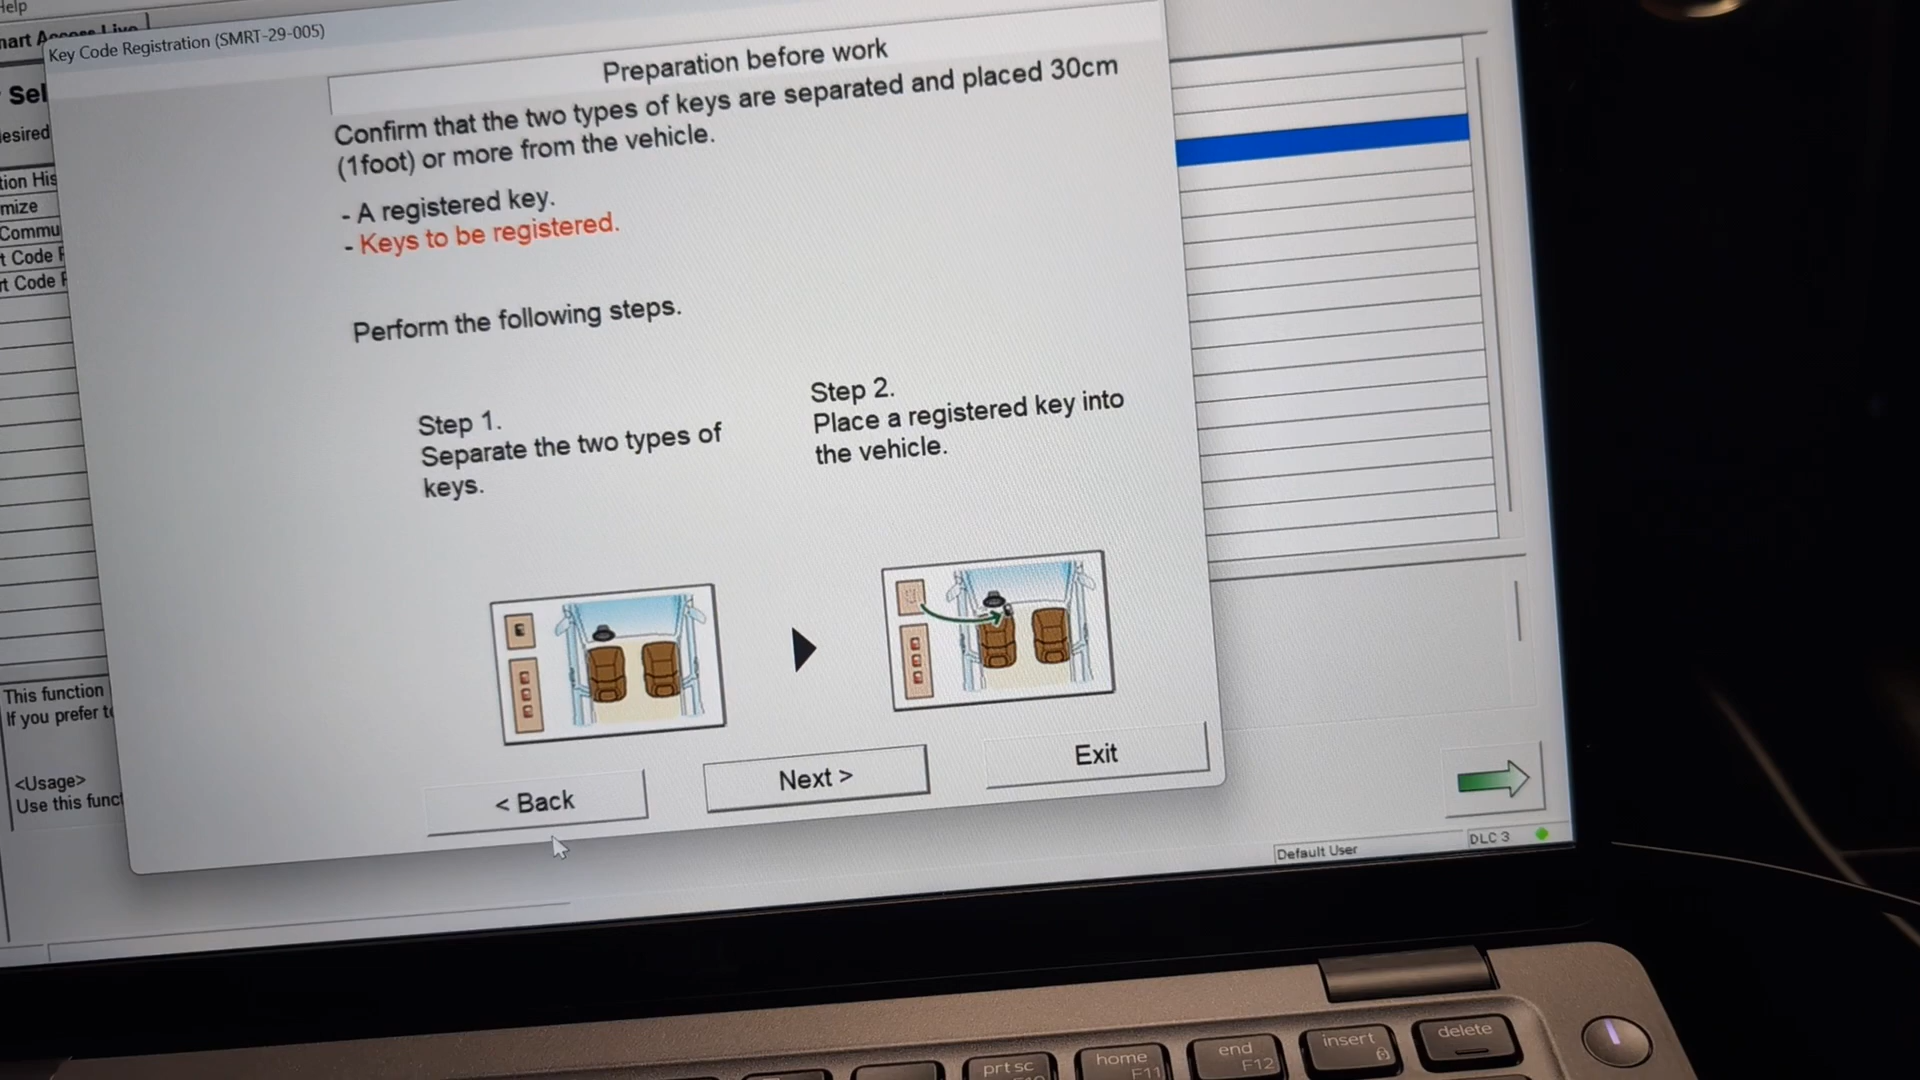 Help
Key Code Registration (SMRT-29-005)
Preparation before work
Confirm that the two types of keys are separated and placed 30cm
(1foot) or more from the vehicle.
- A registered key.
- Keys to be registered.
Perform the following steps.
Step 1.
Separate the two types of
keys.
Step 2.
Place a registered key into
the vehicle.
< Back
Next >
Exit
Sel
esired
tion His
mize
Commu
t Code
rt Code
This function
If you prefer t
<Usage>
Use this funct
Default User
DLC 3
prt sc
home
F11
end
F12
insert
delete